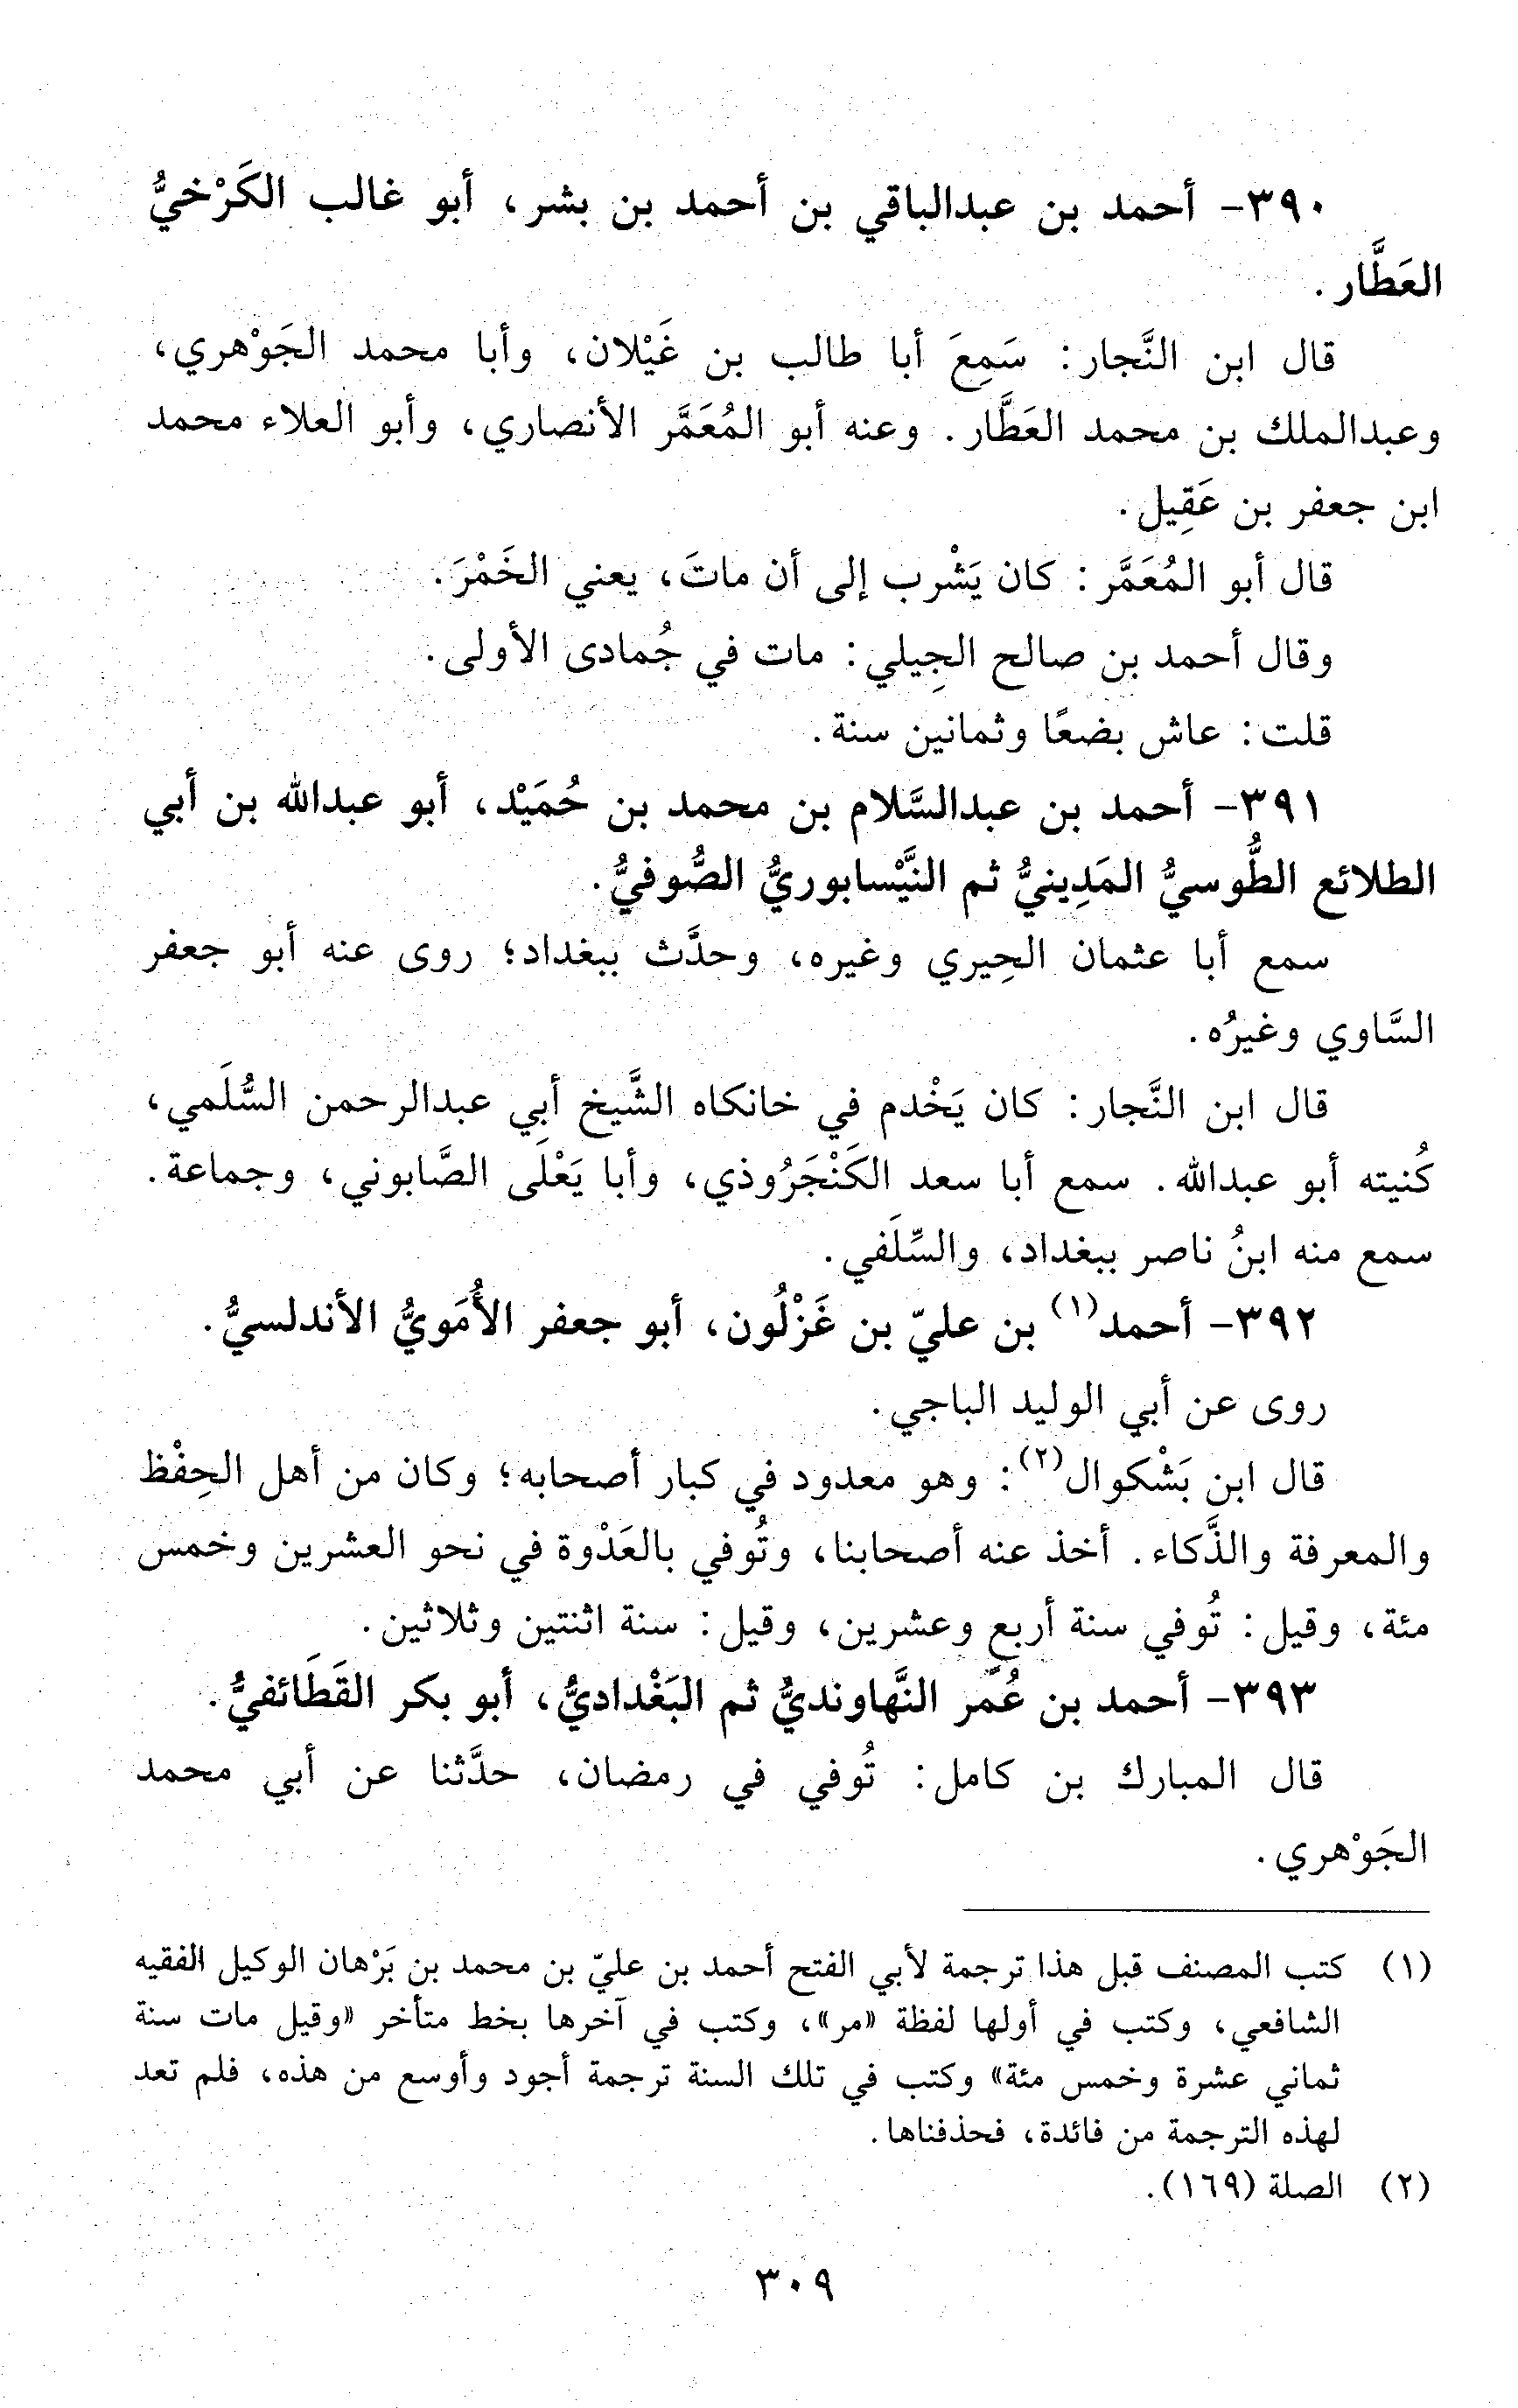 ٣٩٠- أحمد بن عبدالباقي بن أحمد بن بشر، أبو غالب الكَرْخيُّ
العَطَّار.
قال ابن النَّجار: سَمِعَ أبا طالب بن غَيْلان، وأبا محمد الجَوْهري،
وعبدالملك بن محمد العَطَّار. وعنه أبو المُعَمَّر الأنصاري، وأبو العلاء محمد
ابن جعفر بن عَقِيل.
قال أبو المُعَمَّر: كان يَشْرب إلى أن ماتَ، يعني الخَمْرَ.
وقال أحمد بن صالح الجِيلي: مات في جُمادى الأولى.
قلت: عاش بضعًا وثمانين سنة.
٣٩١- أحمد بن عبدالسَّلام بن محمد بن حُمَيْد، أبو عبدالله بن أبي
الطلائع الطُّوسيُّ المَدِينيُّ ثم النَّيْسابوريُّ الصُّوفيُّ.
سمع أبا عثمان الحِيري وغيره، وحدَّث ببغداد؛ روى عنه أبو جعفر
السَّاوي وغيرُه.
قال ابن النَّجار: كان يَخْدم في خانكاه الشَّيخ أبي عبدالرحمن السُّلَمي،
كُنيته أبو عبدالله. سمع أبا سعد الكَنْجَرُوذي، وأبا يَعْلَى الصَّابوني، وجماعة.
سمع منه ابنُ ناصر ببغداد، والسِّلَفي.
٣٩٢- أحمد(١) بن عليّ بن غَزْلُون، أبو جعفر الأُمَويُّ الأندلسيُّ.
روى عن أبي الوليد الباجي.
قال ابن بَشْكوال(٢): وهو معدود في كبار أصحابه؛ وكان من أهل الحِفْظ
والمعرفة والذَّكاء. أخذ عنه أصحابنا، وتُوفي بالعَدْوة في نحو العشرين وخمس
مئة، وقيل: تُوفي سنة أربعٍ وعشرين، وقيل: سنة اثنتين وثلاثين.
٣٩٣- أحمد بن عُمَر النَّهاونديُّ ثم البَغْداديُّ، أبو بكر القَطَائفيُّ.
قال المبارك بن كامل: تُوفي في رمضان، حدَّثنا عن أبي محمد
الجَوْهري.
(١) كتب المصنف قبل هذا ترجمة لأبي الفتح أحمد بن عليّ بن محمد بن بَرْهان الوكيل الفقيه
الشافعي، وكتب في أولها لفظة «مر»، وكتب في آخرها بخط متأخر «وقيل مات سنة
ثماني عشرة وخمس مئة» وكتب في تلك السنة ترجمة أجود وأوسع من هذه، فلم تعد
لهذه الترجمة من فائدة، فحذفناها.
(٢) الصلة (١٦٩).
٣٠٩